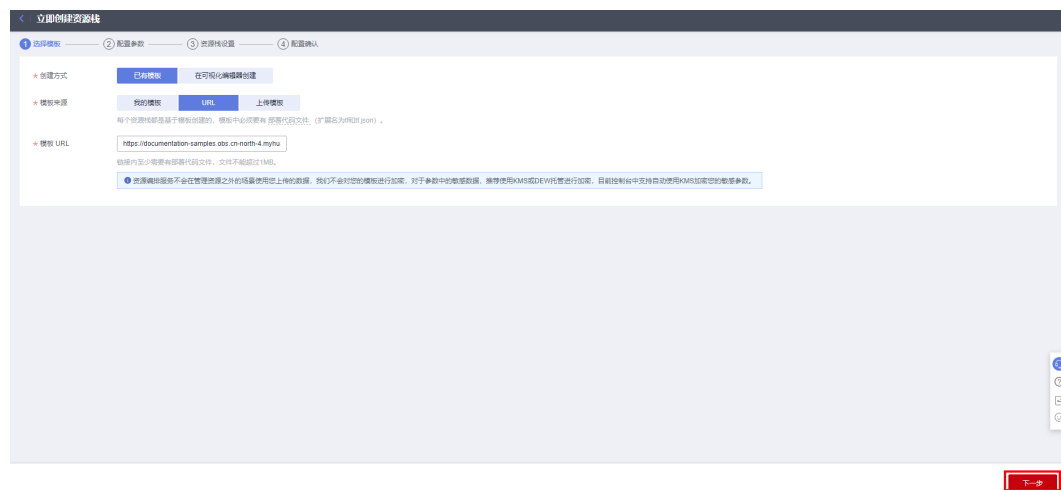 立即创建资源栈
1 选择模板 2 配置参数 3 资源栈设置 4 配置确认
* 创建方式 已有模板 在可视化编辑器创建
* 模板来源 我的模板 URL 上传模板
每个资源栈都是基于模板创建的，模板中必须要有 部署代码文件 （扩展名为tf和tf.json）。
* 模板 URL https://documentation-samples.obs.cn-north-4.myhu
链接内至少需要有部署代码文件，文件不能超过1MB。
资源编排服务不会在管理资源之外的场景使用您上传的数据，我们不会对您的模板进行加密，对于参数中的敏感数据，推荐使用KMS或DEW托管进行加密，目前控制台中支持自动使用KMS加密您的敏感参数。
下一步